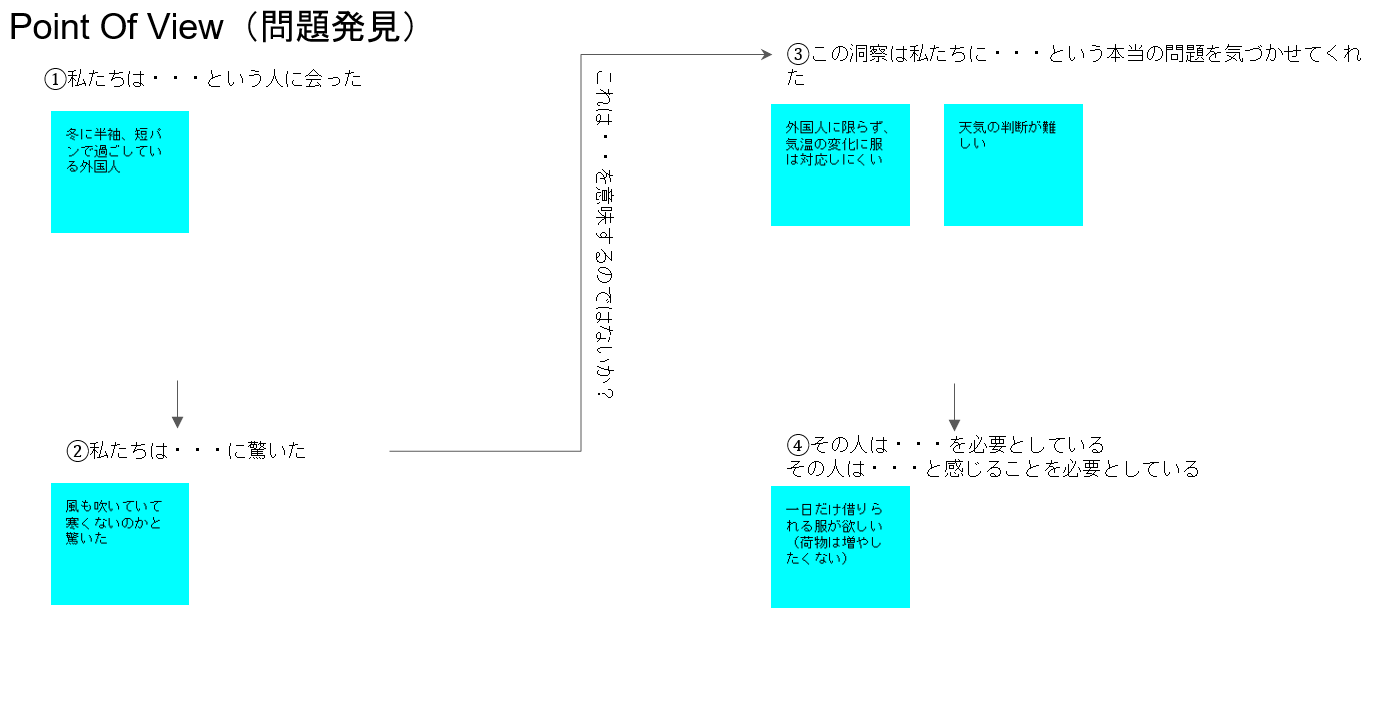 Point Of View（問題発見）
①私たちは・・・という人に会った
冬に半袖、短パ
ンで過ごしてい
る外国人
②私たちは・・・に驚いた
風も吹いていて
寒くないのかと
驚いた
これは・・を意味するのではないか？
③この洞察は私たちに・・・という本当の問題を気づかせてくれ
た
外国人に限らず、
気温の変化に服
は対応しにくい
天気の判断が難
しい
④その人は・・・を必要としている
その人は・・・と感じることを必要としている
一日だけ借りら
れる服が欲しい
（荷物は増やし
たくない）